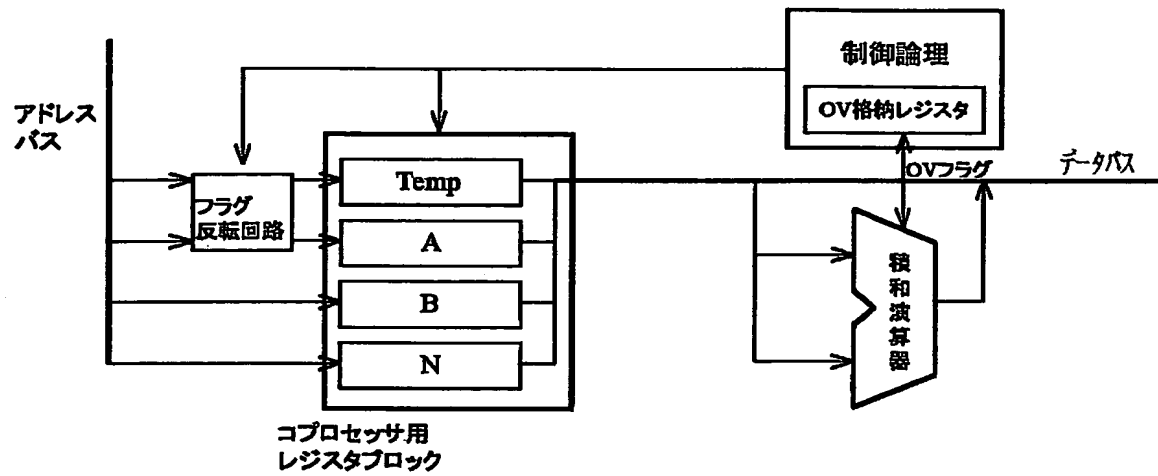 制御論理
OV格納レジスタ
アドレス
バス
OVフラグ
データバス
フラグ
反転回路
Temp
A
B
N
積和演算器
コプロセッサ用
レジスタブロック